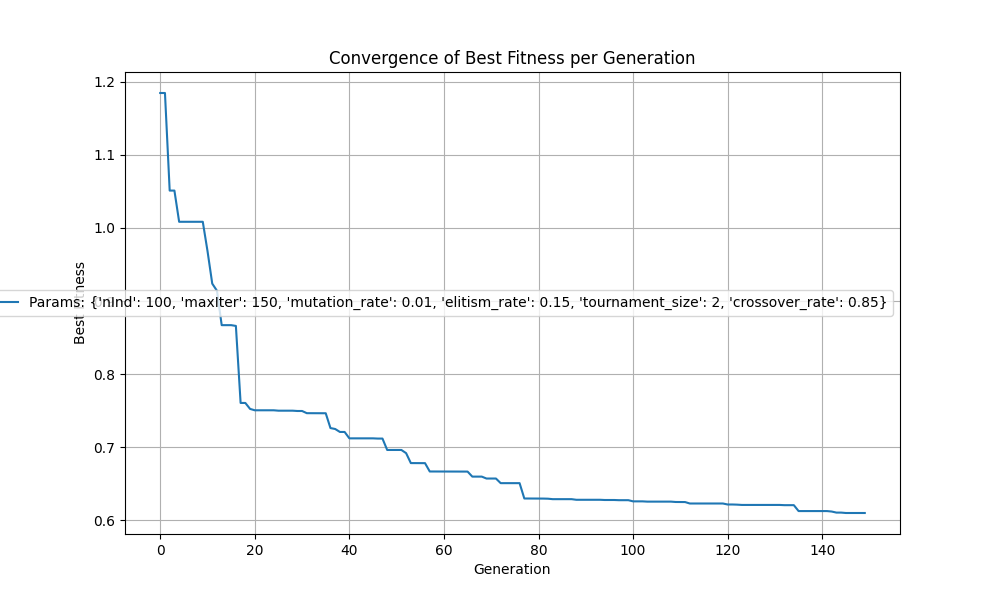 Convergence of Best Fitness per Generation
1.2
1.1
1.0
Params: {'nInd': 100, 'maxIter': 150, 'mutation_rate': 0.01, 'elitism_rate': 0.15, 'tournament_size': 2, 'crossover_rate': 0.85}
0.8
0.7
0.6
Best Fitness
0 20 40 60 80 100 120 140
Generation